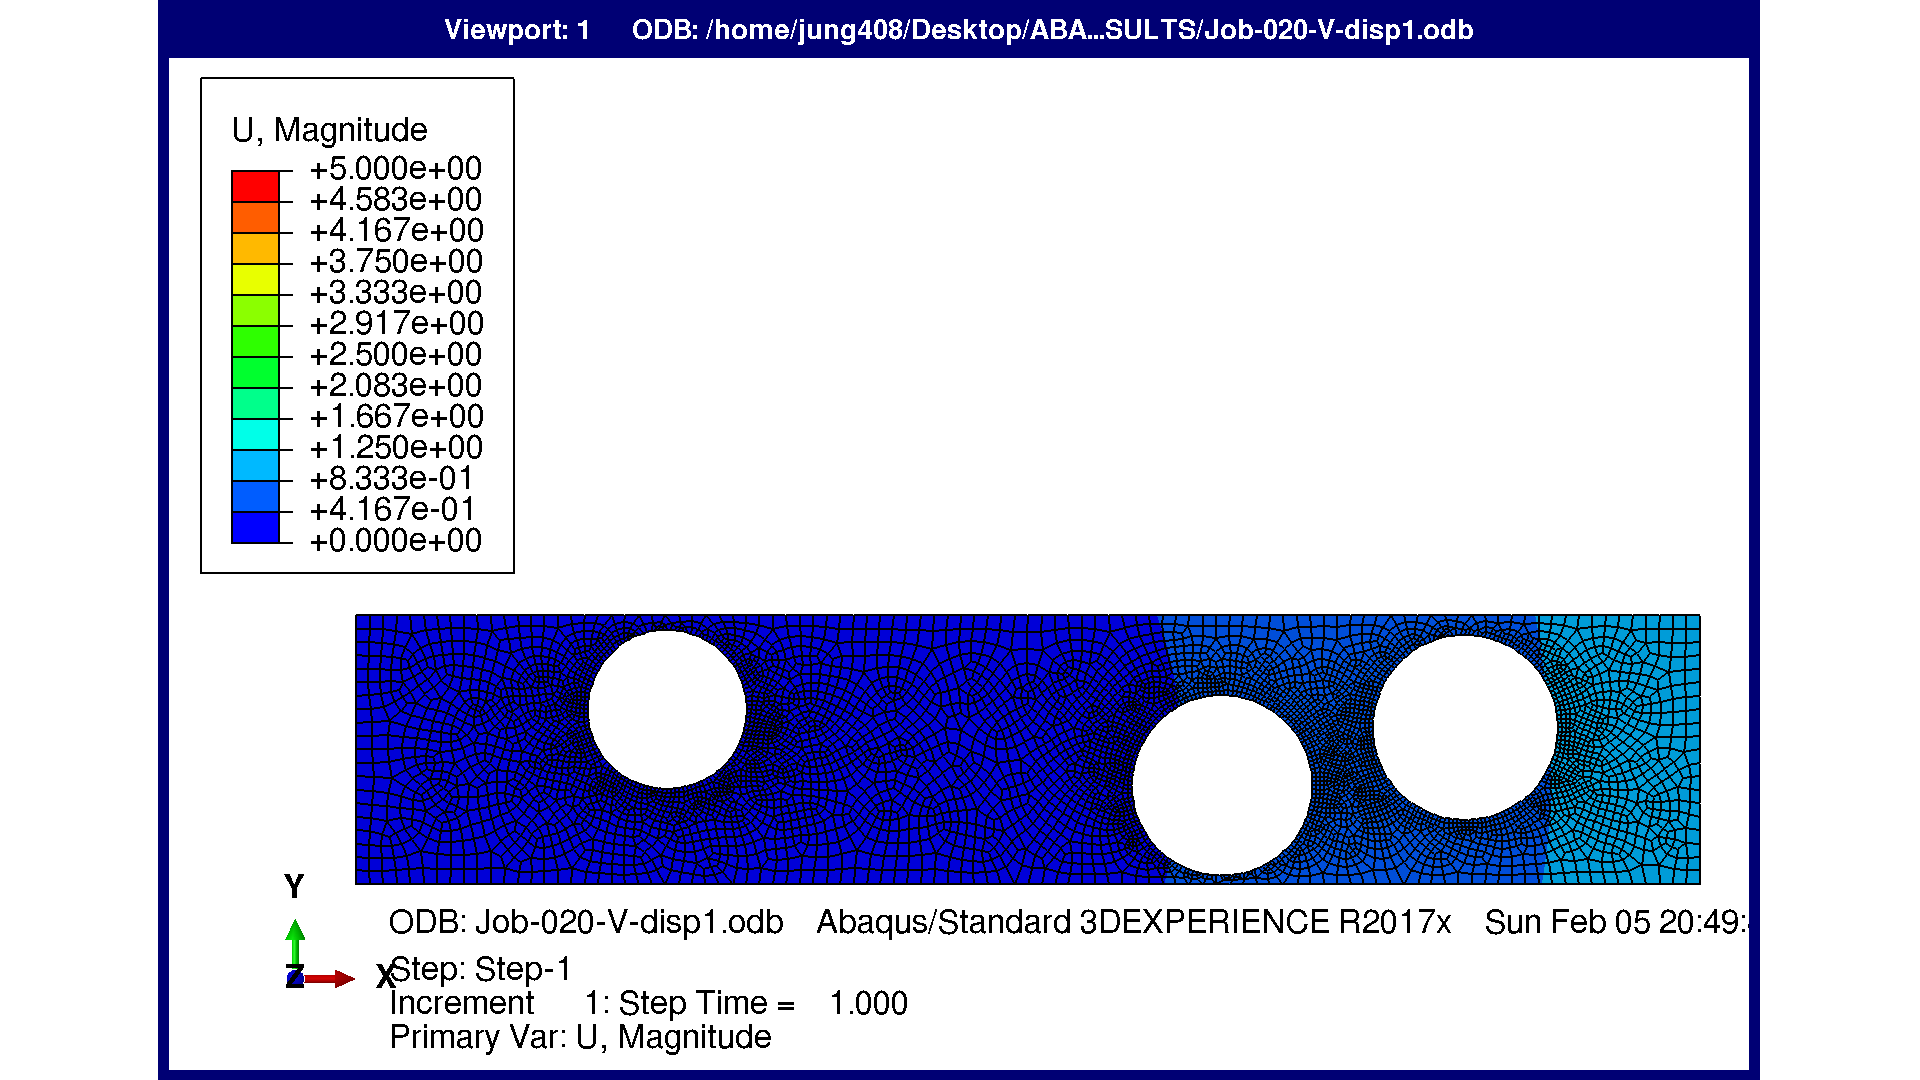 Viewport: 1 ODB: /home/jung408/Desktop/ABA...SULTS/Job-020-V-disp1.odb
U, Magnitude
+5.000e+00
+4.583e+00
+4.167e+00
+3.750e+00
+3.333e+00
+2.917e+00
+2.500e+00
+2.083e+00
+1.667e+00
+1.250e+00
+8.333e-01
+4.167e-01
+0.000e+00
Y
Z
X
ODB: Job-020-V-disp1.odb Abaqus/Standard 3DEXPERIENCE R2017x Sun Feb 05 20:49:
Step: Step-1
Increment 1: Step Time = 1.000
Primary Var: U, Magnitude